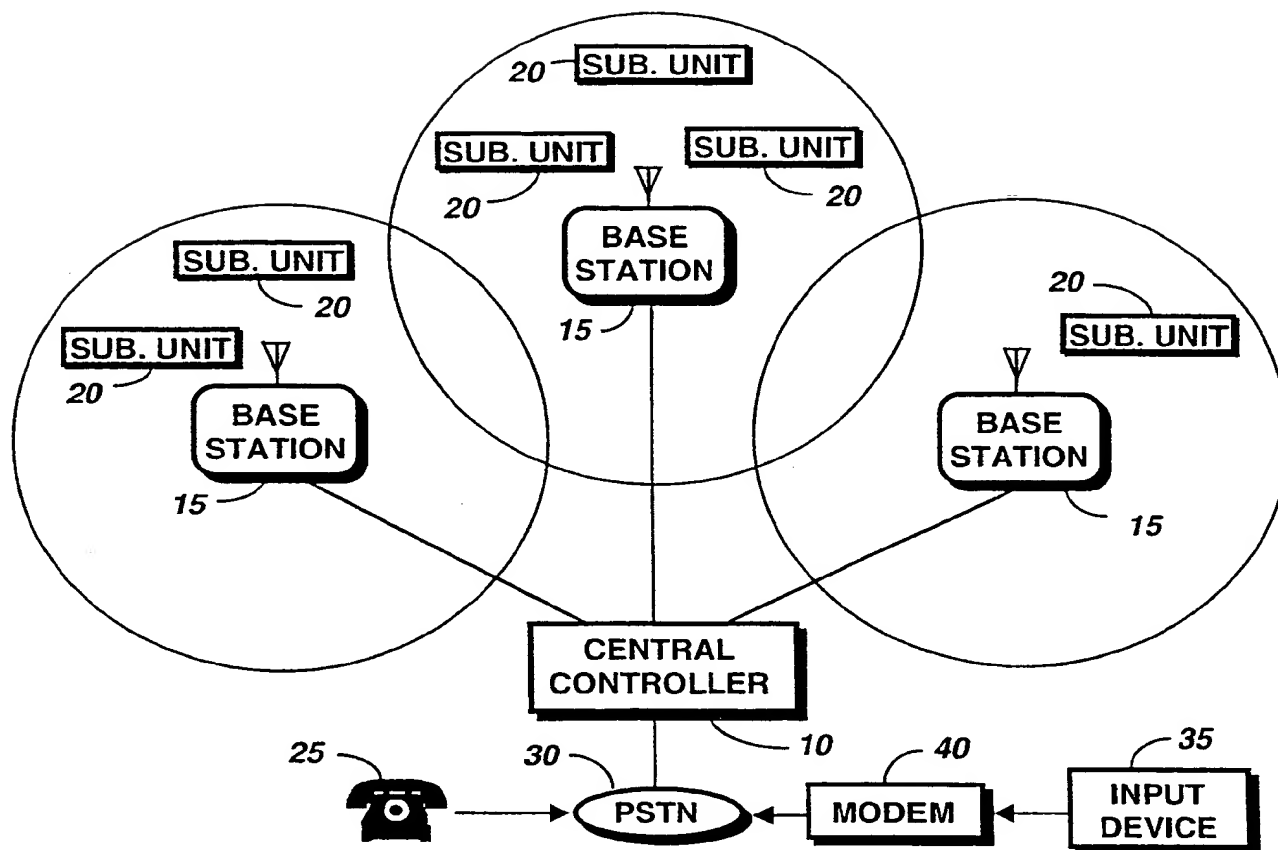 20
SUB. UNIT
SUB. UNIT
20
SUB. UNIT
20
BASE
STATION
15
SUB. UNIT
20
SUB. UNIT
20
BASE
STATION
15
20
SUB. UNIT
BASE
STATION
15
CENTRAL
CONTROLLER
10
25
30
PSTN
40
MODEM
35
INPUT
DEVICE